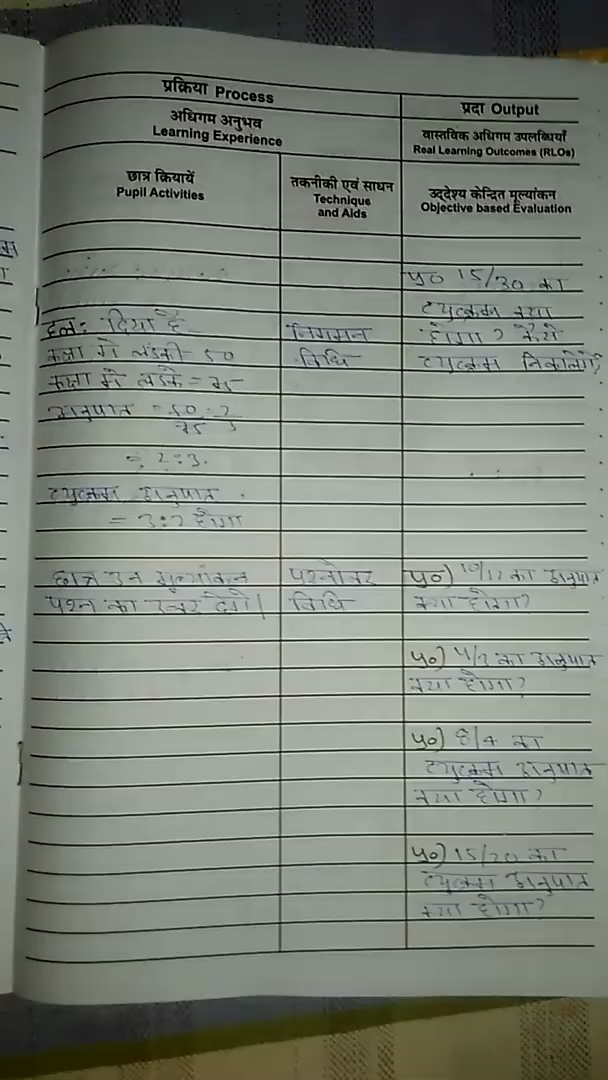 प्रक्रिया Process
प्रदा Output
अधिगम अनुभव
Learning Experience
वास्तविक अधिगम उपलब्धियाँ
Real Learning Outcomes (RLOs)
छात्र क्रियायें
Pupil Activities
तकनीकी एवं साधन
Technique
and Aids
उद्देश्य केन्द्रित मूल्यांकन
Objective based Evaluation
हल: दिया है
कक्षा में लडकी = 50
कक्षा में लडके = 75
अनुपात = 50/75 = 2/3
= 2:3.
व्युत्क्रम अनुपात
= 3:2 होगा
छात्र उन मूल्यांकन
प्रश्न का उत्तर देंगे।
निगमन
विधि
प्रश्नोत्तर
विधि
प्र0 15/30 का
व्युत्क्रम क्या
होगा? कैसे
व्युत्क्रम निकालेंगे?
प्र0) 10/12 का अनुपात
क्या होगा?
प्र0) 4/3 का अनुपात
क्या होगा?
प्र0) 8/4 का
व्युत्क्रम अनुपात
क्या होगा?
प्र0) 15/20 का
व्युत्क्रम अनुपात
क्या होगा?